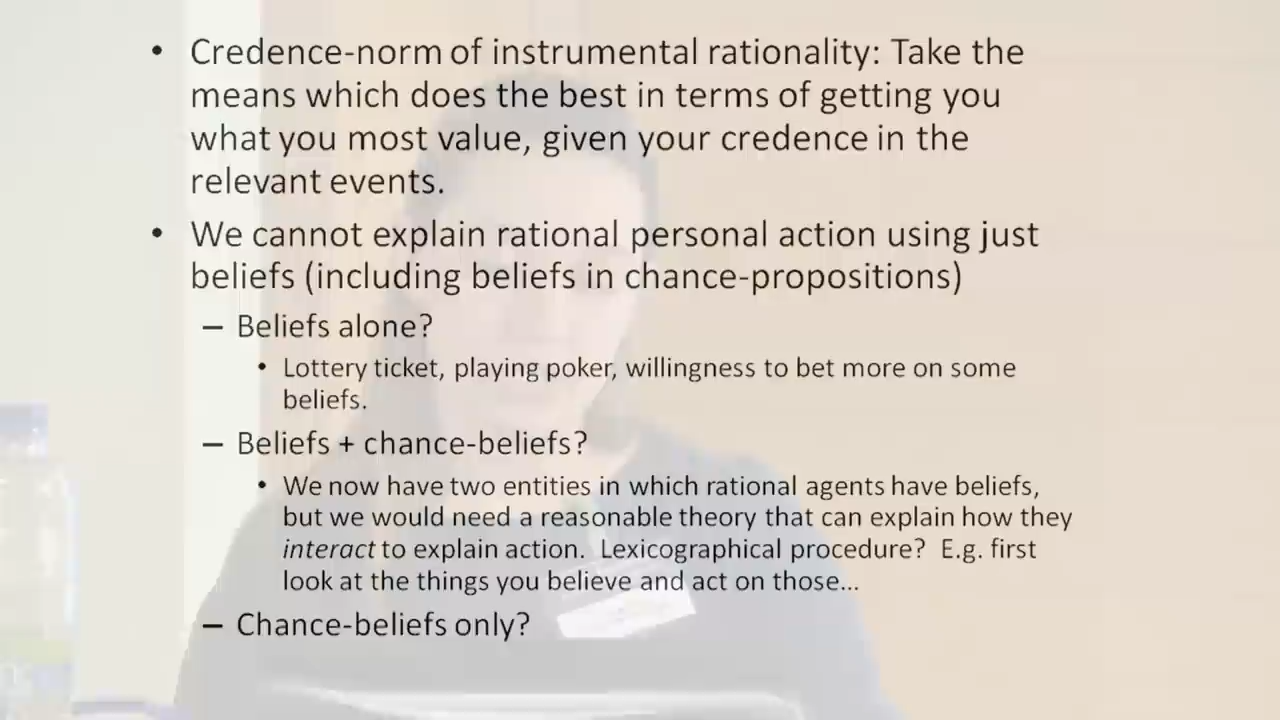 • Credence-norm of instrumental rationality: Take the
means which does the best in terms of getting you
what you most value, given your credence in the
relevant events.
• We cannot explain rational personal action using just
beliefs (including beliefs in chance-propositions)
– Beliefs alone?
• Lottery ticket, playing poker, willingness to bet more on some
beliefs.
– Beliefs + chance-beliefs?
• We now have two entities in which rational agents have beliefs,
but we would need a reasonable theory that can explain how they
interact to explain action. Lexicographical procedure? E.g. first
look at the things you believe and act on those…
– Chance-beliefs only?